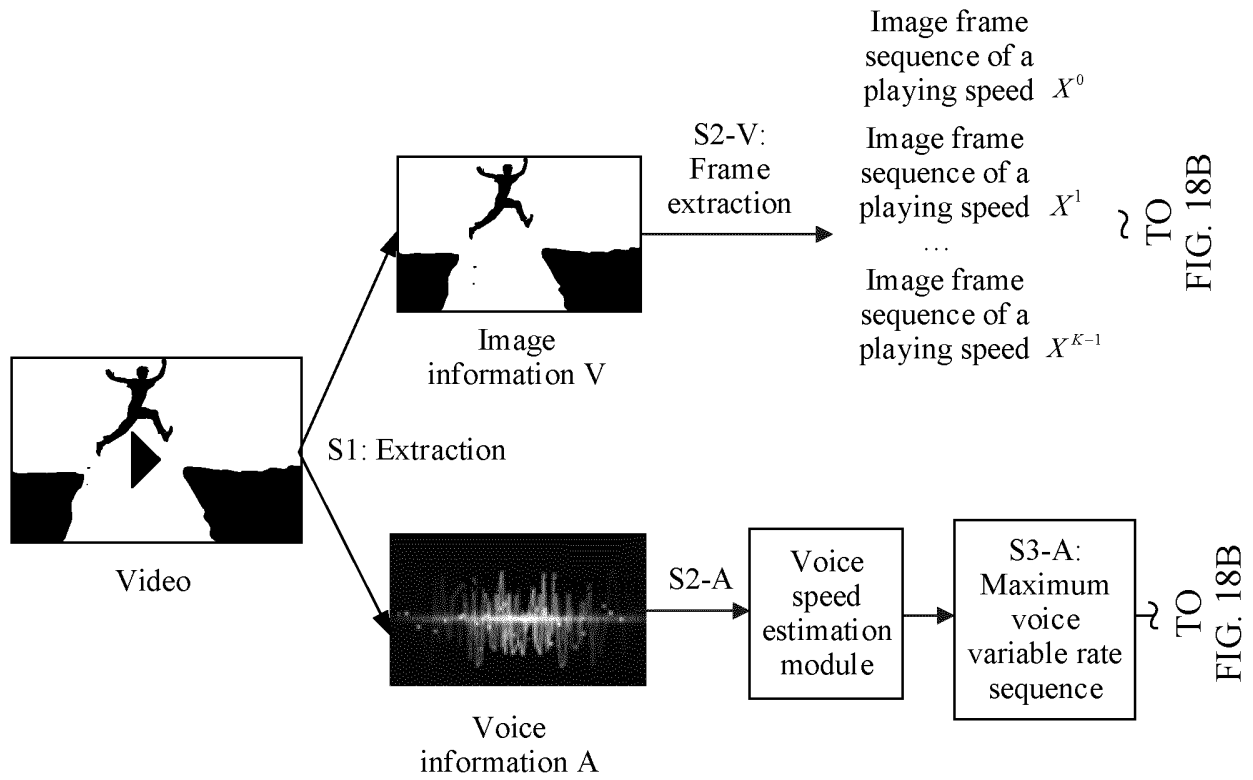 Image frame
sequence of a
playing speed X^0
S2-V:
Frame
extraction
Image frame
sequence of a
playing speed X^1
...
Image frame
sequence of a
playing speed X^{K-1}
~ TO
FIG. 18B
Image
information V
S1: Extraction
Video
S2-A
Voice
speed
estimation
module
S3-A:
Maximum
voice
variable rate
sequence
~ TO
FIG. 18B
Voice
information A